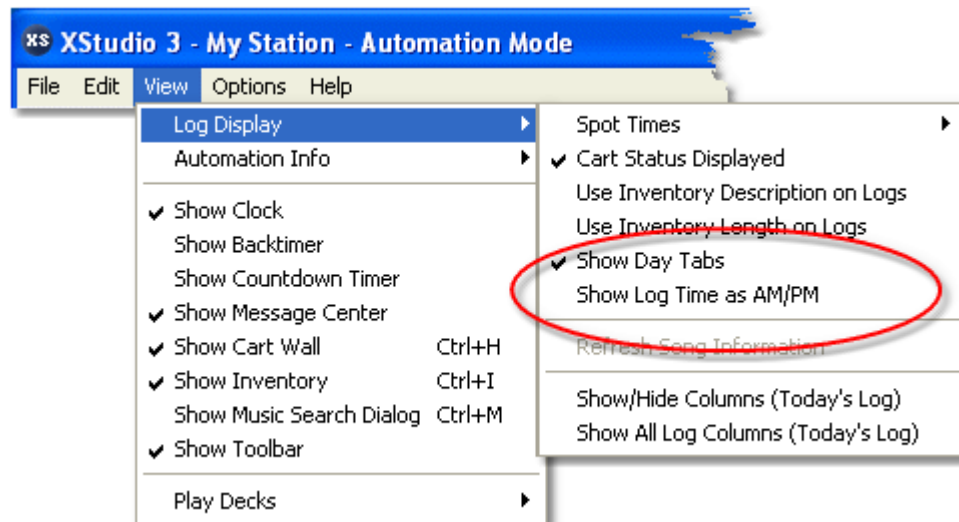 XS XStudio 3 - My Station - Automation Mode
File Edit View Options Help
Log Display
Automation Info
Show Clock
Show Backtimer
Show Countdown Timer
Show Message Center
Show Cart Wall Ctrl+H
Show Inventory Ctrl+I
Show Music Search Dialog Ctrl+M
Show Toolbar
Play Decks
Spot Times
Cart Status Displayed
Use Inventory Description on Logs
Use Inventory Length on Logs
Show Day Tabs
Show Log Time as AM/PM
Refresh Song Information
Show/Hide Columns (Today's Log)
Show All Log Columns (Today's Log)